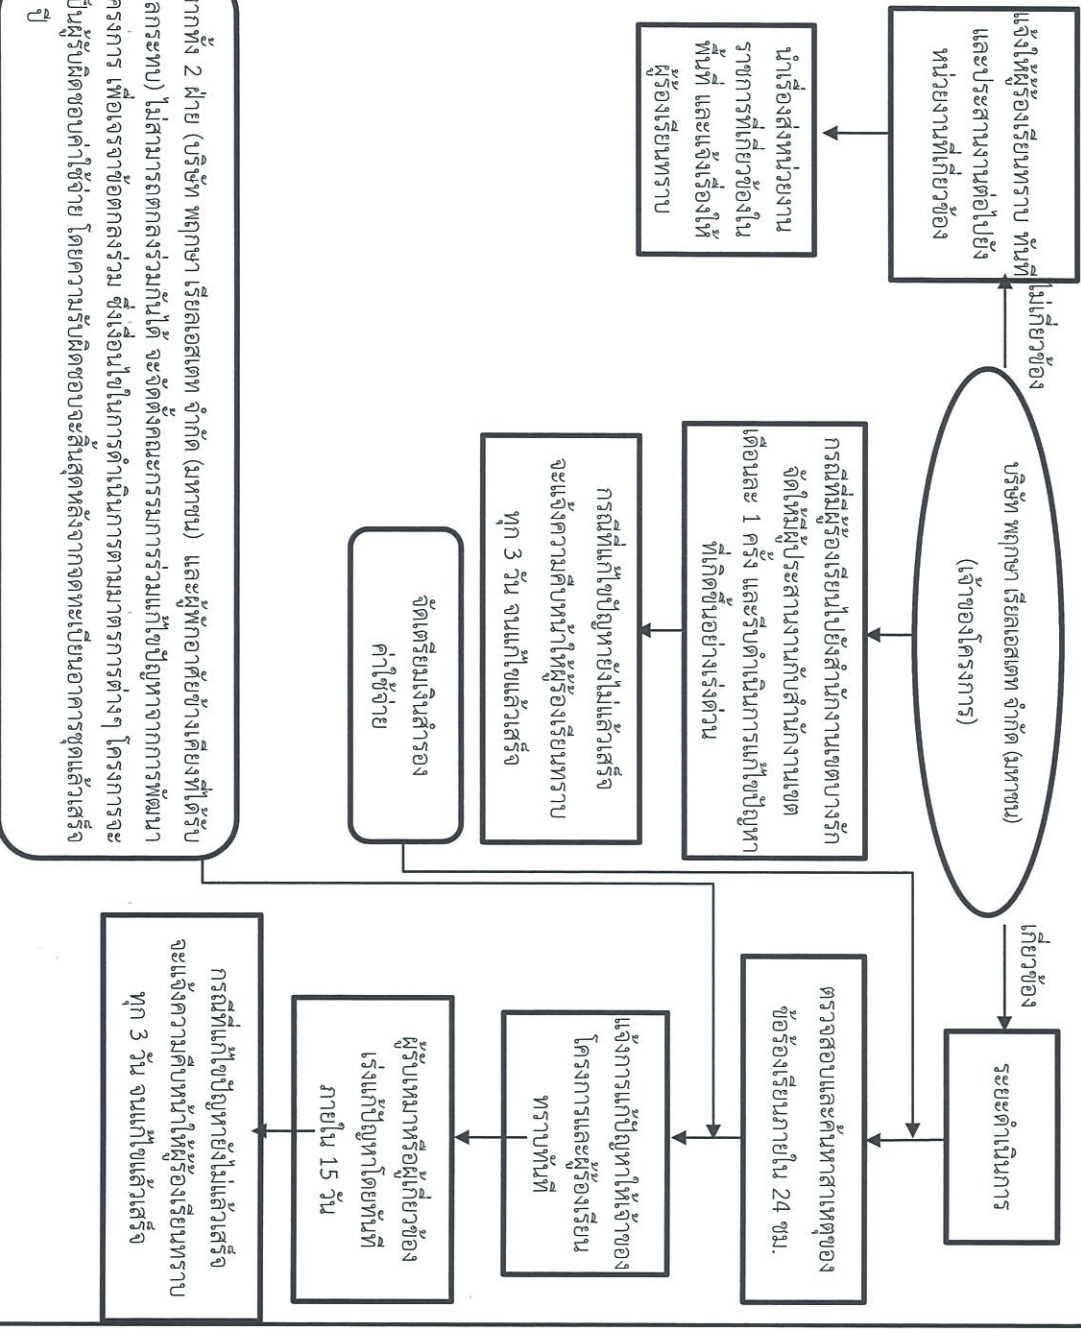 บริษัท พฤกษา เรียลเอสเตท จำกัด (มหาชน)
(เจ้าของโครงการ)
ไม่เกี่ยวข้อง
เกี่ยวข้อง
แจ้งให้ผู้ร้องเรียนทราบ ทันที
และประสานงานต่อไปยัง
หน่วยงานที่เกี่ยวข้อง
นำเรื่องส่งหน่วยงาน
ราชการที่เกี่ยวข้องใน
พื้นที่ และแจ้งเรื่องให้
ผู้ร้องเรียนทราบ
กรณีที่มีผู้ร้องเรียนไปยังสำนักงานเขตบางรัก
จัดให้มีผู้ประสานงานกับสำนักงานเขต
เดือนละ 1 ครั้ง และรีบดำเนินการแก้ไขปัญหา
ที่เกิดขึ้นอย่างเร่งด่วน
กรณีที่แก้ไขปัญหายังไม่แล้วเสร็จ
จะแจ้งความคืบหน้าให้ผู้ร้องเรียนทราบ
ทุก 3 วัน จนแก้ไขแล้วเสร็จ
จัดเตรียมเงินสำรอง
ค่าใช้จ่าย
ระยะดำเนินการ
ตรวจสอบและค้นหาสาเหตุของ
ข้อร้องเรียนภายใน 24 ชม.
แจ้งการแก้ปัญหาให้เจ้าของ
โครงการและผู้ร้องเรียน
ทราบทันที
ผู้รับเหมาหรือผู้เกี่ยวข้อง
เร่งแก้ปัญหาโดยทันที
ภายใน 15 วัน
กรณีที่แก้ไขปัญหายังไม่แล้วเสร็จ
จะแจ้งความคืบหน้าให้ผู้ร้องเรียนทราบ
ทุก 3 วัน จนแก้ไขแล้วเสร็จ
ทั้ง 2 ฝ่าย (บริษัท พฤกษา เรียลเอสเตท จำกัด (มหาชน) และผู้พักอาศัยข้างเคียงที่ได้รับ
ไม่สามารถตกลงร่วมกันได้ จะจัดตั้งคณะกรรมการร่วมแก้ไขปัญหาจากการพัฒนา
เพื่อเจรจาข้อตกลงร่วม ซึ่งเงื่อนไขในการดำเนินการตามมาตรการต่างๆ โครงการจะ
เป็นผู้รับผิดชอบค่าใช้จ่าย โดยความรับผิดชอบจะสิ้นสุดหลังจากจดทะเบียนอาคารชุดแล้วเสร็จ
ปี